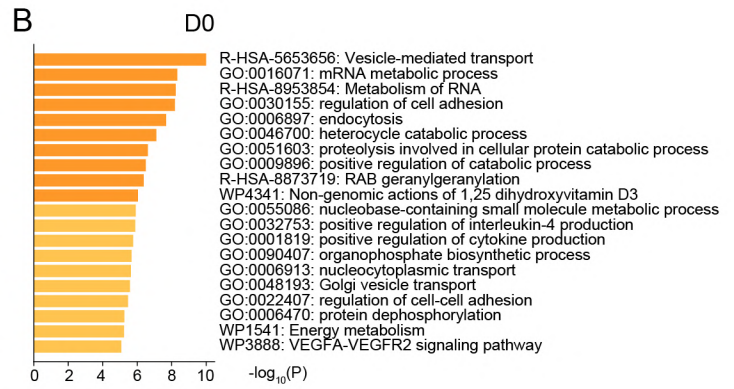 B
D0
R-HSA-5653656: Vesicle-mediated transport
GO:0016071: mRNA metabolic process
R-HSA-8953854: Metabolism of RNA
GO:0030155: regulation of cell adhesion
GO:0006897: endocytosis
GO:0046700: heterocycle catabolic process
GO:0051603: proteolysis involved in cellular protein catabolic process
GO:0009896: positive regulation of catabolic process
R-HSA-8873719: RAB geranylgeranylation
WP4341: Non-genomic actions of 1,25 dihydroxyvitamin D3
GO:0055086: nucleobase-containing small molecule metabolic process
GO:0032753: positive regulation of interleukin-4 production
GO:0001819: positive regulation of cytokine production
GO:0090407: organophosphate biosynthetic process
GO:0006913: nucleocytoplasmic transport
GO:0048193: Golgi vesicle transport
GO:0022407: regulation of cell-cell adhesion
GO:0006470: protein dephosphorylation
WP1541: Energy metabolism
WP3888: VEGFA-VEGFR2 signaling pathway
0 2 4 6 8 10 -log10(P)